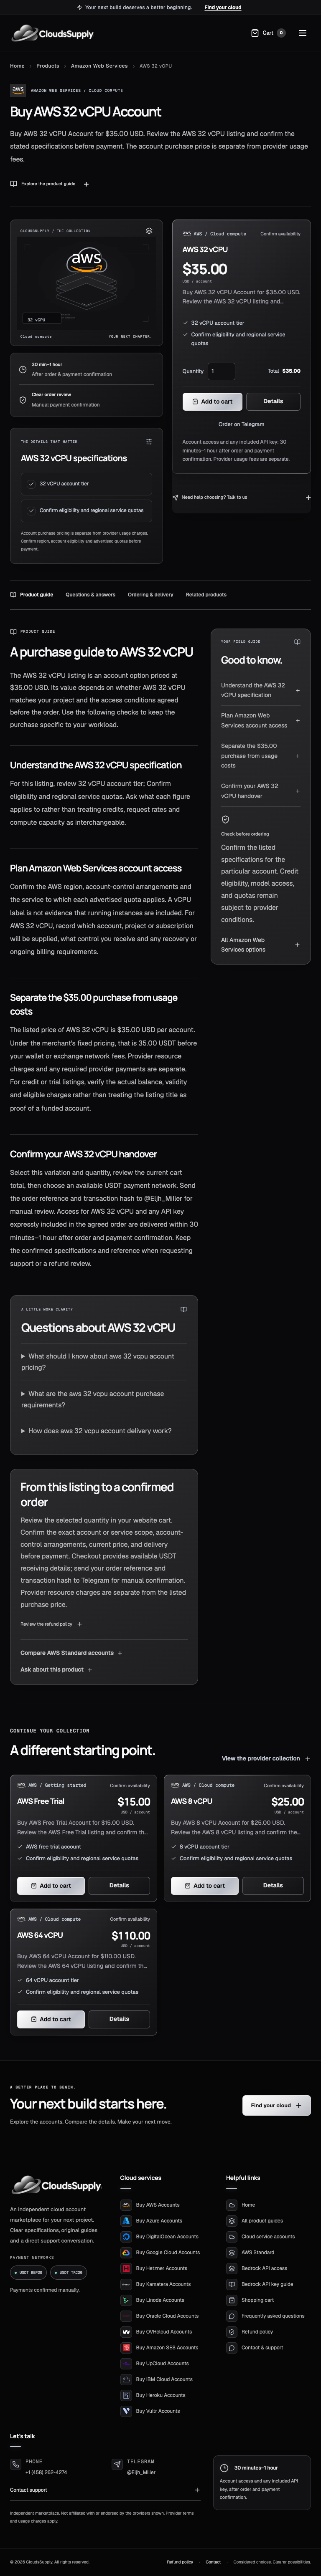 Your next build deserves a better beginning. Find your cloud
CloudsSupply
Cart 0
Home › Products › Amazon Web Services › AWS 32 vCPU
AMAZON WEB SERVICES / CLOUD COMPUTE
Buy AWS 32 vCPU Account
Buy AWS 32 vCPU Account for $35.00 USD. Review the AWS 32 vCPU listing and confirm the
stated specifications before payment. The account purchase price is separate from provider usage
fees.
Explore the product guide
CLOUDSSUPPLY / THE COLLECTION
aws
32 vCPU
Cloud compute
YOUR NEXT CHAPTER.
30 min–1 hour
After order & payment confirmation
Clear order review
Manual payment confirmation
THE DETAILS THAT MATTER
AWS 32 vCPU specifications
32 vCPU account tier
Confirm eligibility and regional service quotas
Account purchase pricing is separate from provider usage charges.
Confirm region, account eligibility and advertised quotas before
payment.
AWS / Cloud compute
Confirm availability
AWS 32 vCPU
$35.00
USD / account
Buy AWS 32 vCPU Account for $35.00 USD.
Review the AWS 32 vCPU listing and...
32 vCPU account tier
Confirm eligibility and regional service
quotas
Quantity 1 Total $35.00
Add to cart
Details
Order on Telegram
Account access and any included API key: 30
minutes–1 hour after order and payment
confirmation. Provider usage fees are separate.
Need help choosing? Talk to us
Product guide
Questions & answers
Ordering & delivery
Related products
PRODUCT GUIDE
A purchase guide to AWS 32 vCPU
The AWS 32 vCPU listing is an account option priced at
$35.00 USD. Its value depends on whether AWS 32 vCPU
matches your project and the access conditions agreed
before the order. Use the following checks to keep the
purchase specific to your workload.
Understand the AWS 32 vCPU specification
For this listing, review 32 vCPU account tier; Confirm
eligibility and regional service quotas. Ask what each figure
applies to rather than treating credits, request rates and
compute capacity as interchangeable.
Plan Amazon Web Services account access
Confirm the AWS region, account-control arrangements and
the service to which each advertised quota applies. A vCPU
label is not evidence that running instances are included. For
AWS 32 vCPU, record which account, project or subscription
will be supplied, what control you receive and any recovery or
ongoing billing requirements.
Separate the $35.00 purchase from usage
costs
The listed price of AWS 32 vCPU is $35.00 USD per account.
Under the merchant's fixed pricing, that is 35.00 USDT before
your wallet or exchange network fees. Provider resource
charges and any required provider payments are separate.
For credit or trial listings, verify the actual balance, validity
and eligible charges rather than treating the listing title as
proof of a funded account.
Confirm your AWS 32 vCPU handover
Select this variation and quantity, review the current cart
total, then choose an available USDT payment network. Send
the order reference and transaction hash to @Eljh_Miller for
manual review. Access for AWS 32 vCPU and any API key
expressly included in the agreed order are delivered within 30
minutes–1 hour after order and payment confirmation. Keep
the confirmed specifications and reference when requesting
support or a refund review.
YOUR FIELD GUIDE
Good to know.
Understand the AWS 32
vCPU specification
Plan Amazon Web
Services account access
Separate the $35.00
purchase from usage
costs
Confirm your AWS 32
vCPU handover
Check before ordering
Confirm the listed
specifications for the
particular account. Credit
eligibility, model access,
and quotas remain
subject to provider
conditions.
All Amazon Web
Services options
A LITTLE MORE CLARITY
Questions about AWS 32 vCPU
What should I know about aws 32 vcpu account
pricing?
What are the aws 32 vcpu account purchase
requirements?
How does aws 32 vcpu account delivery work?
From this listing to a confirmed
order
Review the selected quantity in your website cart.
Confirm the exact account or service scope, account-
control arrangements, current price, and delivery
before payment. Checkout provides available USDT
receiving details; send your order reference and
transaction hash to Telegram for manual confirmation.
Provider resource charges are separate from the listed
purchase price.
Review the refund policy
Compare AWS Standard accounts
Ask about this product
CONTINUE YOUR COLLECTION
A different starting point.
View the provider collection
AWS / Getting started
Confirm availability
AWS Free Trial
$15.00
USD / account
Buy AWS Free Trial Account for $15.00 USD.
Review the AWS Free Trial listing and confirm th...
AWS free trial account
Confirm eligibility and regional service quotas
Add to cart
Details
AWS / Cloud compute
Confirm availability
AWS 8 vCPU
$25.00
USD / account
Buy AWS 8 vCPU Account for $25.00 USD.
Review the AWS 8 vCPU listing and confirm the...
8 vCPU account tier
Confirm eligibility and regional service quotas
Add to cart
Details
AWS / Cloud compute
Confirm availability
AWS 64 vCPU
$110.00
USD / account
Buy AWS 64 vCPU Account for $110.00 USD.
Review the AWS 64 vCPU listing and confirm th...
64 vCPU account tier
Confirm eligibility and regional service quotas
Add to cart
Details
A BETTER PLACE TO BEGIN.
Your next build starts here.
Explore the accounts. Compare the details. Make your next move.
Find your cloud
CloudsSupply
An independent cloud account
marketplace for your next project.
Clear specifications, original guides
and a direct support experience.
PAYMENT NETWORKS
USDT BEP20
USDT TRC20
Payments confirmed manually.
Cloud services
Buy AWS Accounts
Buy Azure Accounts
Buy DigitalOcean Accounts
Buy Google Cloud Accounts
Buy Hetzner Accounts
Buy Kamatera Accounts
Buy Linode Accounts
Buy Oracle Cloud Accounts
Buy OVHcloud Accounts
Buy Amazon SES Accounts
Buy UpCloud Accounts
Buy IBM Cloud Accounts
Buy Heroku Accounts
Buy Vultr Accounts
Helpful links
Home
All product guides
Cloud service accounts
AWS Standard
Bedrock API access
Bedrock API key guide
Shopping cart
Frequently asked questions
Refund policy
Contact & support
Let's talk
PHONE
+1 (458) 262-4274
TELEGRAM
@Eljh_Miller
Contact support
Independent marketplace. Not affiliated with or endorsed by the providers shown. Provider terms
and usage charges apply.
30 minutes–1 hour
Account access and any included API
key, after order and payment
confirmation.
© 2026 CloudsSupply. All rights reserved.
Refund policy · Contact · Considered choices. Clearer possibilities.